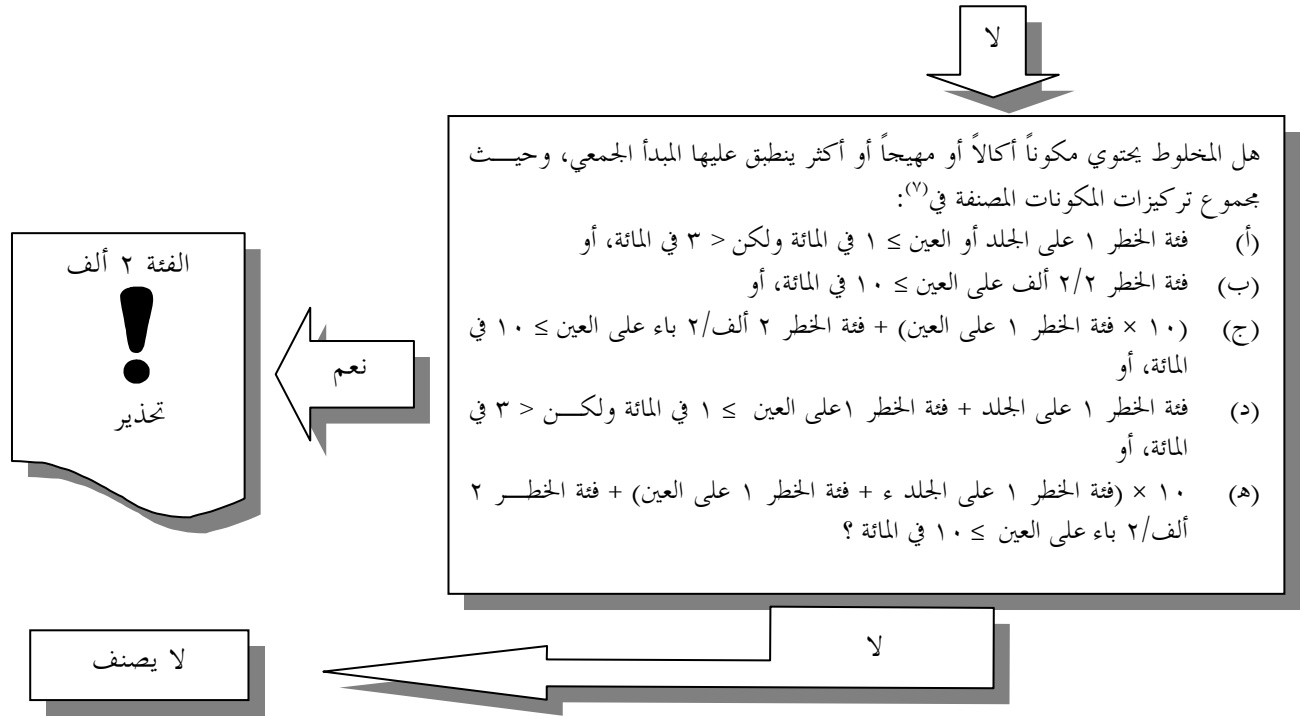 لا
هل المخلوط يحتوي مكوناً أكالاً أو مهيجاً أو أكثر ينطبق عليها المبدأ الجمعي، وحيث
مجموع تركيزات المكونات المصنفة في(٧):
(أ) فئة الخطر ١ على الجلد أو العين ≥ ١ في المائة ولكن < ٣ في المائة، أو
(ب) فئة الخطر ٢/٢ ألف على العين ≥ ١٠ في المائة، أو
(ج) (١٠ × فئة الخطر ١ على العين) + فئة الخطر ٢ ألف/٢ باء على العين ≥ ١٠ في
المائة، أو
(د) فئة الخطر ١ على الجلد + فئة الخطر ١على العين ≥ ١ في المائة ولكن < ٣ في
المائة، أو
(ه) ١٠ × (فئة الخطر ١ على الجلد ء + فئة الخطر ١ على العين) + فئة الخطر ٢
ألف/٢ باء على العين ≥ ١٠ في المائة ؟
نعم
الفئة ٢ ألف
!
تحذير
لا
لا يصنف